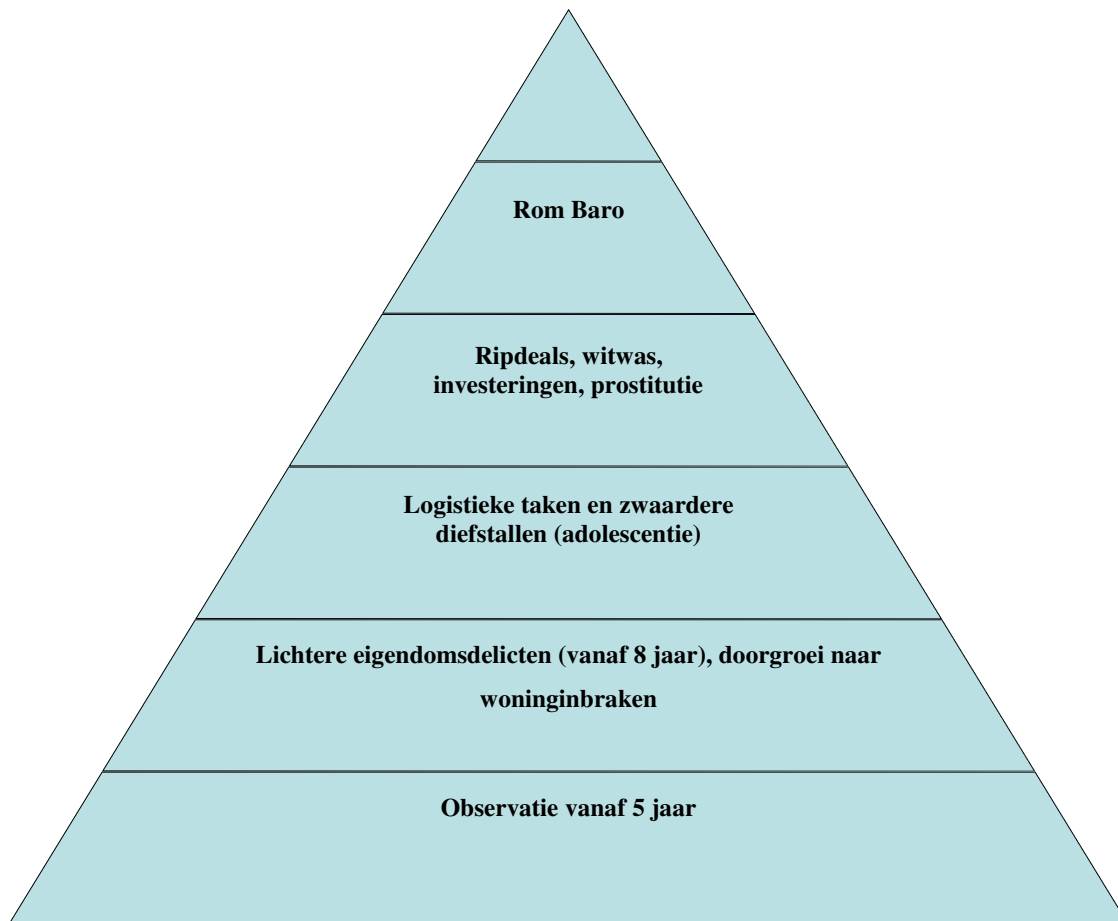 Rom Baro
Ripdeals, witwas,
investeringen, prostitutie
Logistieke taken en zwaardere
diefstallen (adolescentie)
Lichtere eigendomsdelicten (vanaf 8 jaar), doorgroei naar
woninginbraken
Observatie vanaf 5 jaar